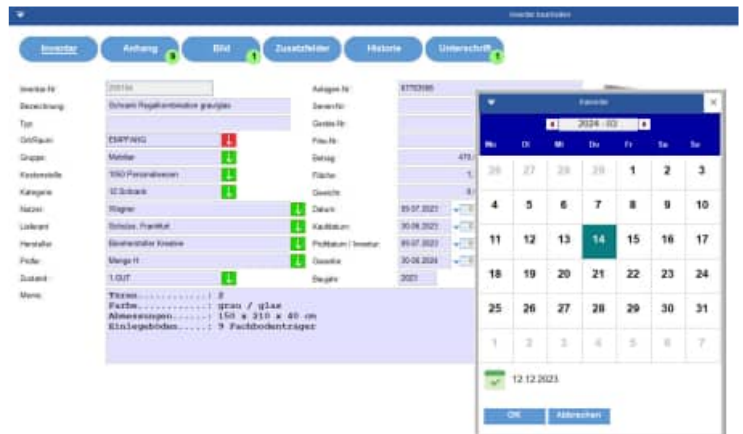 Inventar bearbeiten
Inventar Anhang 9 Bild 1 Zusatzfelder Historie Unterschrift 1
Inventar-Nr Anlagen-Nr
Bezeichnung Schrank Regalkombination grau/glas Serien-Nr
Typ Geräte-Nr
Ort/Raum EMPFANG
Gruppe Mobiliar Betrag
Kostenstelle 1050 Personalwesen Fläche
Kategorie 12 Schrank Gewicht
Nutzer Wagner Datum 05.07.2023
Lieferant Schulze, Frankfurt Kaufdatum 30.06.2023
Hersteller Büromersteller Kreative Prüfdatum / Inventur 05.07.2023
Prüfer Menge H Garantie 30.06.2024
Zustand 1.GUT Baujahr 2023
Memo Türen............: 2
Farbe............: grau / glas
Abmessungen......: 150 x 210 x 40 cm
Einlegeböden.....: 9 Fachbodenträger
Kalender
2024 - 03
Mo Di Mi Do Fr Sa So
26 27 28 29 1 2 3
4 5 6 7 8 9 10
11 12 13 14 15 16 17
18 19 20 21 22 23 24
25 26 27 28 29 30 31
1 2 3 4 5 6 7
12.12.2023
OK Abbrechen